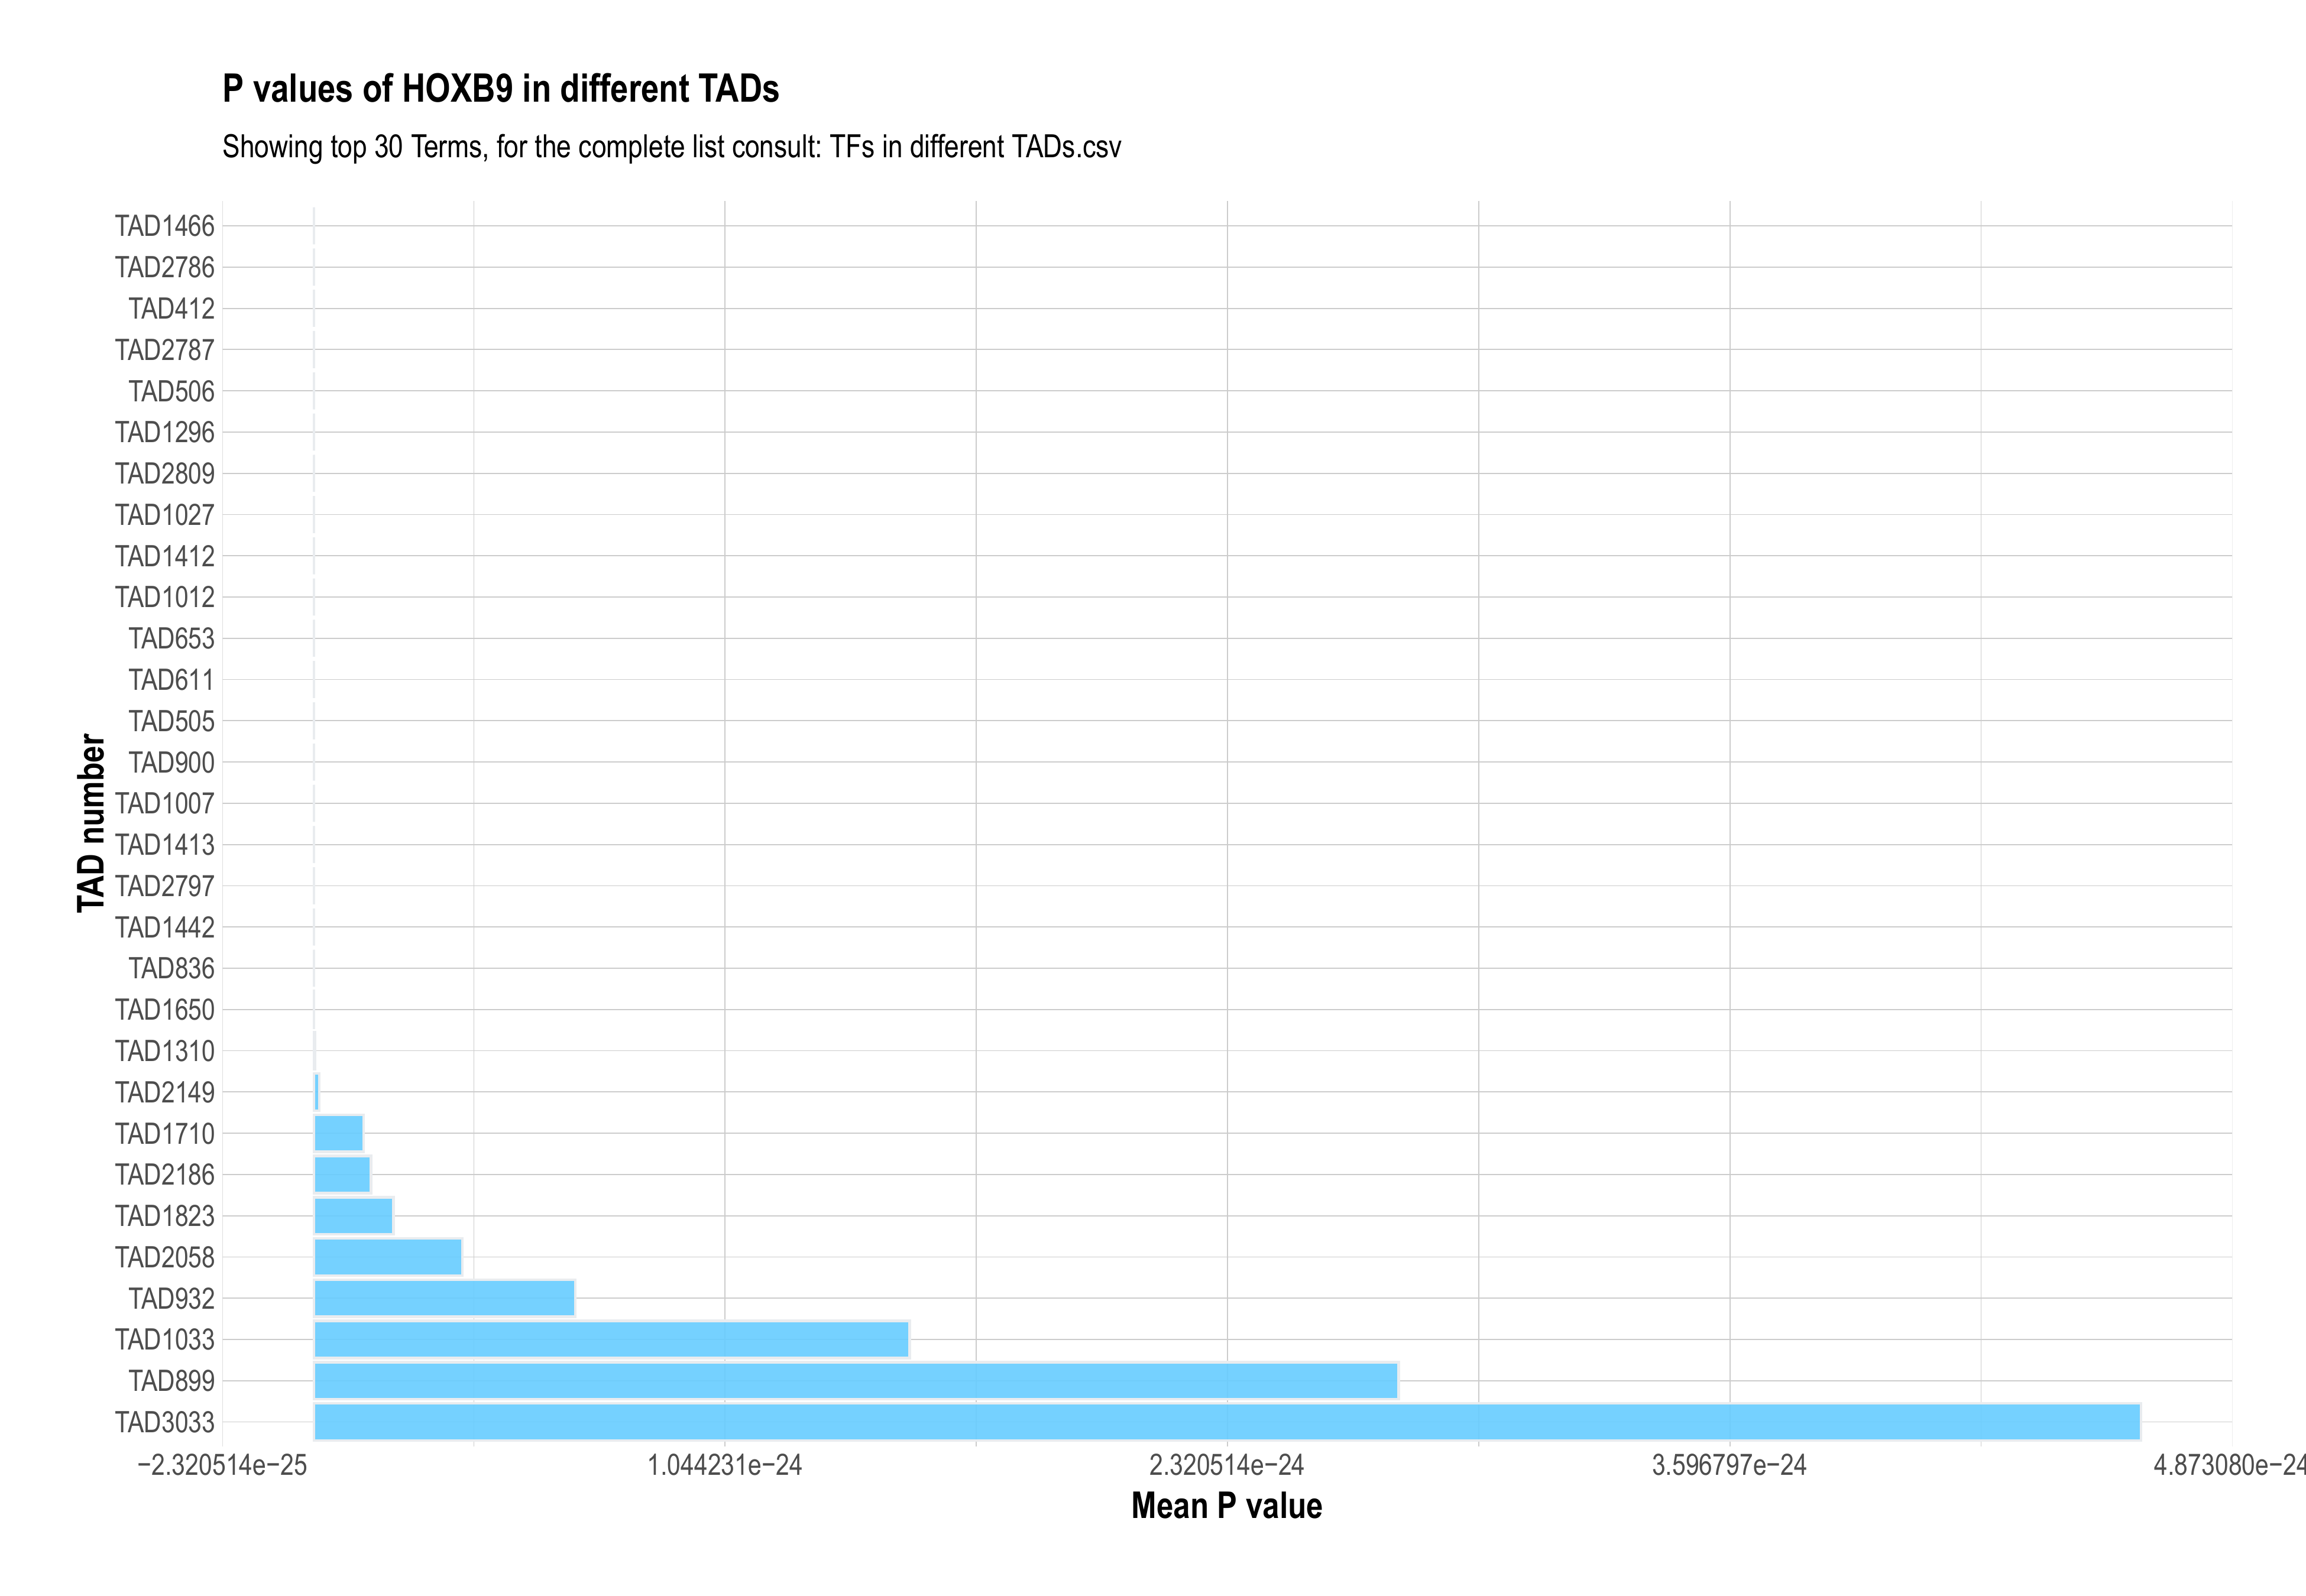 P values of HOXB9 in different TADs
Showing top 30 Terms, for the complete list consult: TFs in different TADs.csv
TAD number
TAD1466
TAD2786
TAD412
TAD2787
TAD506
TAD1296
TAD2809
TAD1027
TAD1412
TAD1012
TAD653
TAD611
TAD505
TAD900
TAD1007
TAD1413
TAD2797
TAD1442
TAD836
TAD1650
TAD1310
TAD2149
TAD1710
TAD2186
TAD1823
TAD2058
TAD932
TAD1033
TAD899
TAD3033
−2.320514e−25 1.044231e−24 2.320514e−24 3.596797e−24 4.873080e−24
Mean P value